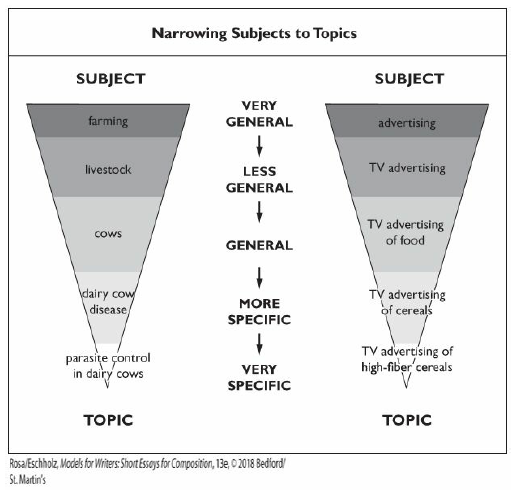 Narrowing Subjects to Topics
SUBJECT
farming
livestock
cows
dairy cow
disease
parasite control
in dairy cows
TOPIC
VERY
GENERAL
LESS
GENERAL
GENERAL
MORE
SPECIFIC
VERY
SPECIFIC
SUBJECT
advertising
TV advertising
TV advertising
of food
TV advertising
of cereals
TV advertising of
high-fiber cereals
TOPIC
Rosa/Eschholz, Models for Writers: Short Essays for Composition, 13e, © 2018 Bedford/
St. Martin's